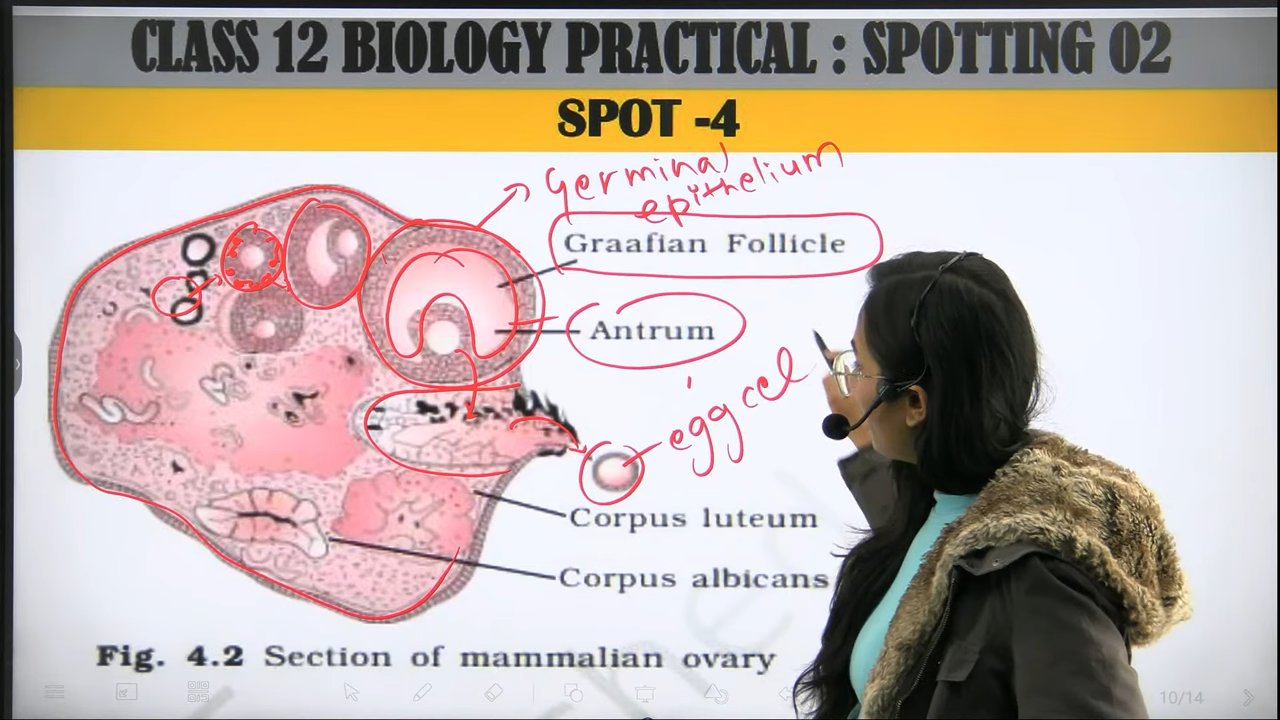 CLASS 12 BIOLOGY PRACTICAL : SPOTTING 02
SPOT -4
Germinal
epithelium
Graafian Follicle
Antrum
egg cel
Corpus luteum
Corpus albicans
Fig. 4.2 Section of mammalian ovary
10/14